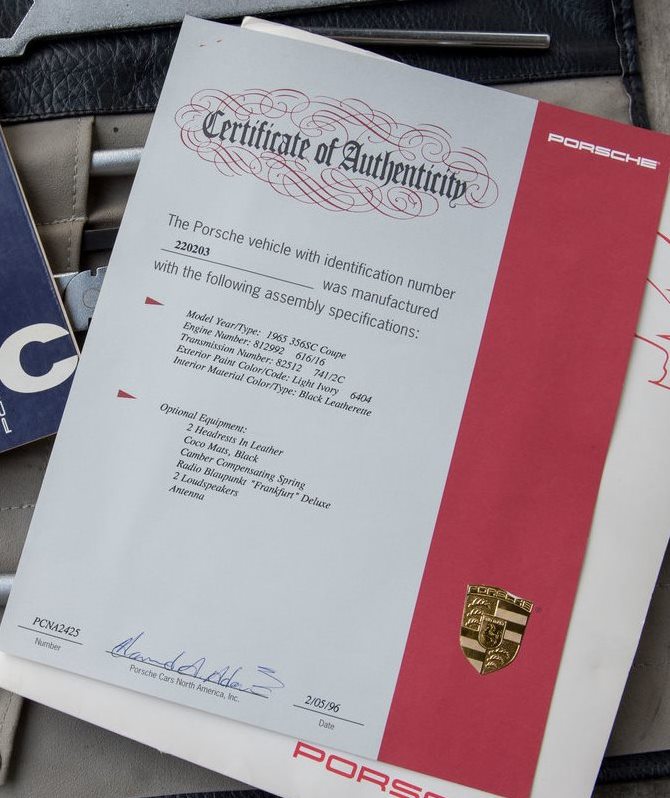 Certificate of Authenticity
PORSCHE
The Porsche vehicle with identification number
220203 was manufactured
with the following assembly specifications:
Model Year/Type: 1965 356SC Coupe
Engine Number: 812992 616/16
Transmission Number: 82512 741/2C
Exterior Paint Color/Code: Light Ivory 6404
Interior Material Color/Type: Black Leatherette
Optional Equipment:
2 Headrests In Leather
Coco Mats, Black
Camber Compensating Spring
Radio Blaupunkt "Frankfurt" Deluxe
2 Loudspeakers
Antenna
PORSCHE
PCNA2425
Number
Porsche Cars North America, Inc.
2/05/96
Date
PORSC
C